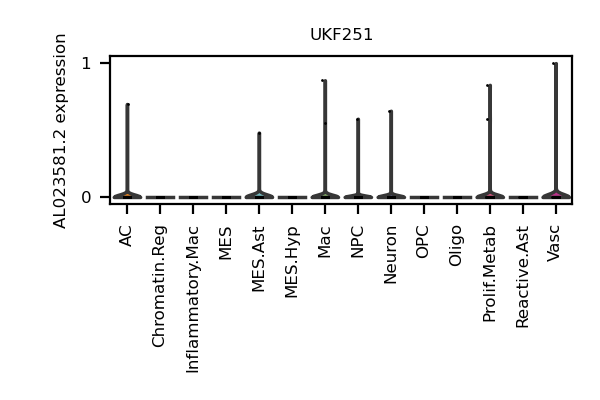 UKF251
AL023581.2 expression
1
0
AC
Chromatin.Reg
Inflammatory.Mac
MES
MES.Ast
MES.Hyp
Mac
NPC
Neuron
OPC
Oligo
Prolif.Metab
Reactive.Ast
Vasc